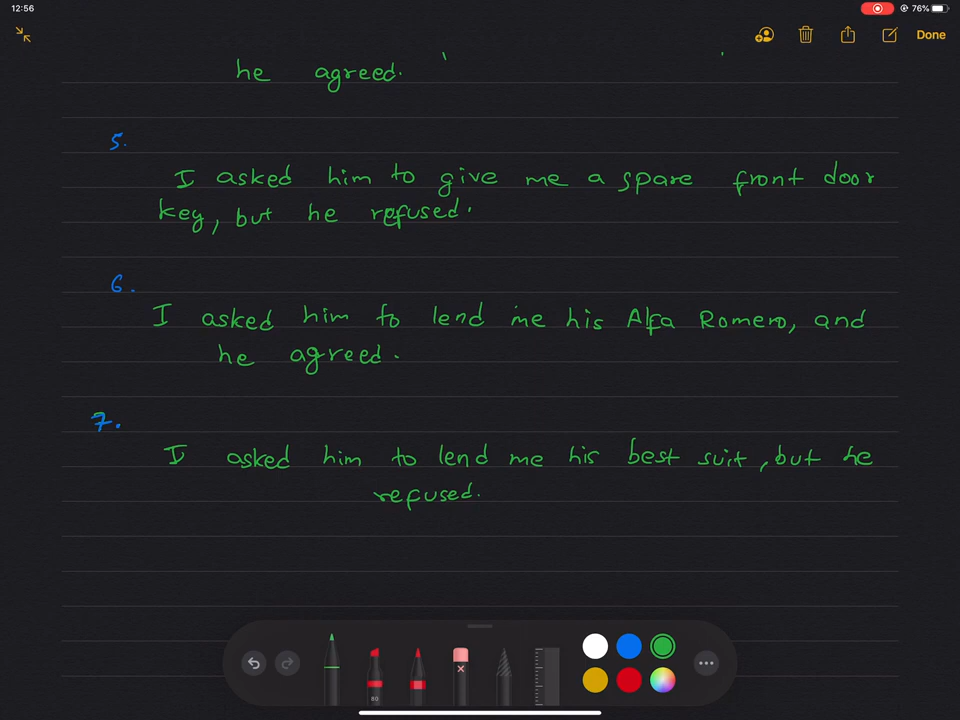 12:56
76%
Done
he agreed.
5.
I asked him to give me a spare front door
key, but he refused.
6.
I asked him to lend me his Alfa Romero, and
he agreed.
7.
I asked him to lend me his best suit, but he
refused.
80